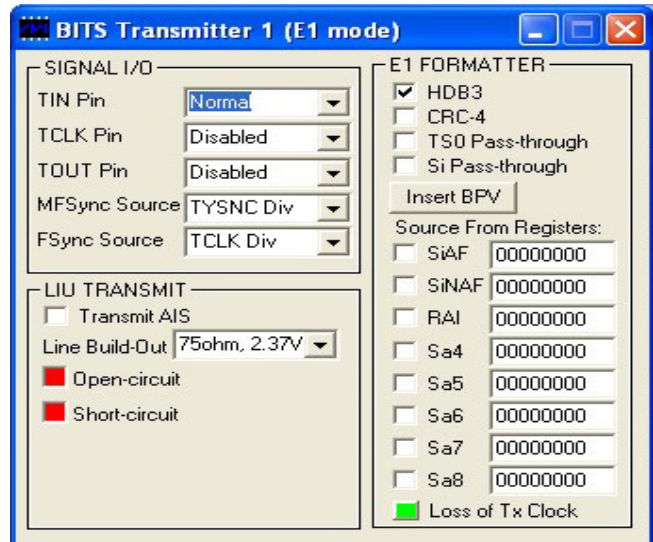 BITS Transmitter 1 (E1 mode)
SIGNAL I/O
TIN Pin Normal
TCLK Pin Disabled
TOUT Pin Disabled
MFSync Source TYSNC Div
FSync Source TCLK Div
LIU TRANSMIT
Transmit AIS
Line Build-Out 75ohm, 2.37V
Open-circuit
Short-circuit
E1 FORMATTER
HDB3
CRC-4
TS0 Pass-through
Si Pass-through
Insert BPV
Source From Registers:
SiAF 00000000
SiNAF 00000000
RAI 00000000
Sa4 00000000
Sa5 00000000
Sa6 00000000
Sa7 00000000
Sa8 00000000
Loss of Tx Clock